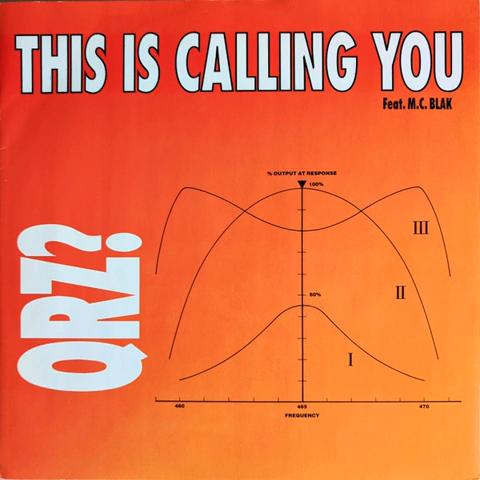 THIS IS CALLING YOU
Feat. M.C. BLAK
QRZ?
% OUTPUT AT RESPONSE
100%
III
II
50%
I
460 465 470
FREQUENCY